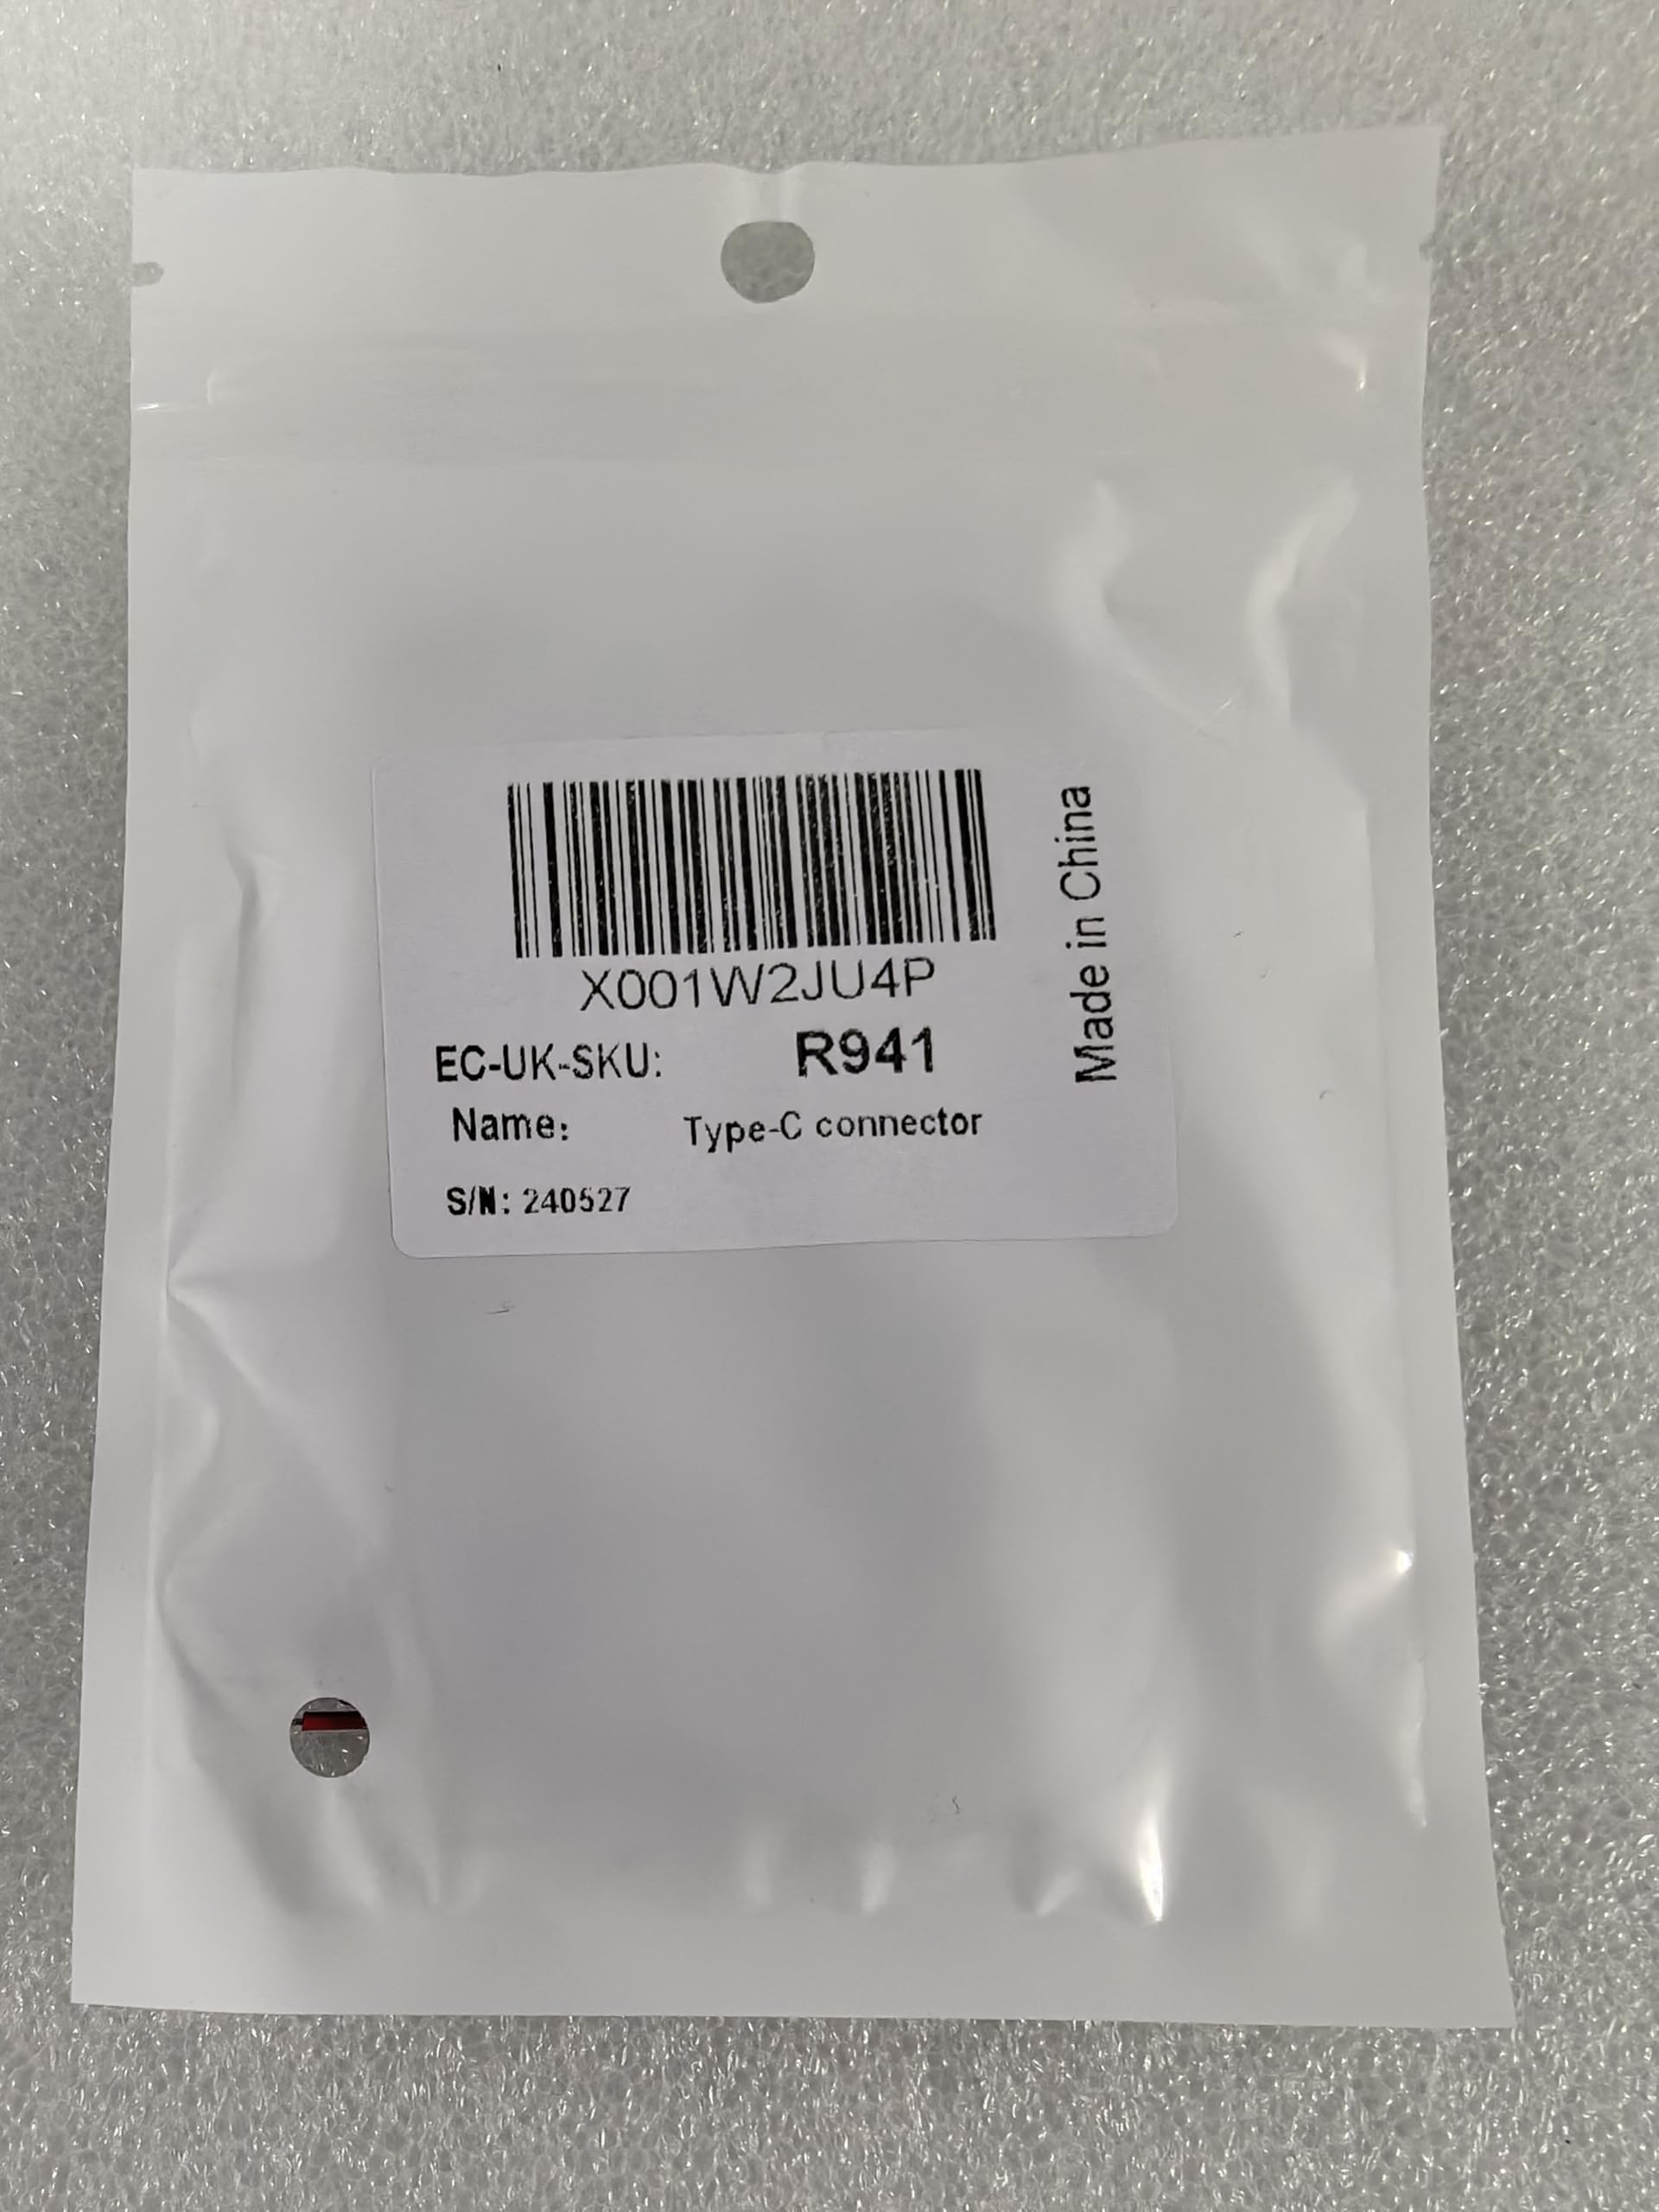 X001W2JU4P
EC-UK-SKU: R941
Name: Type-C connector
S/N: 240527
Made in China